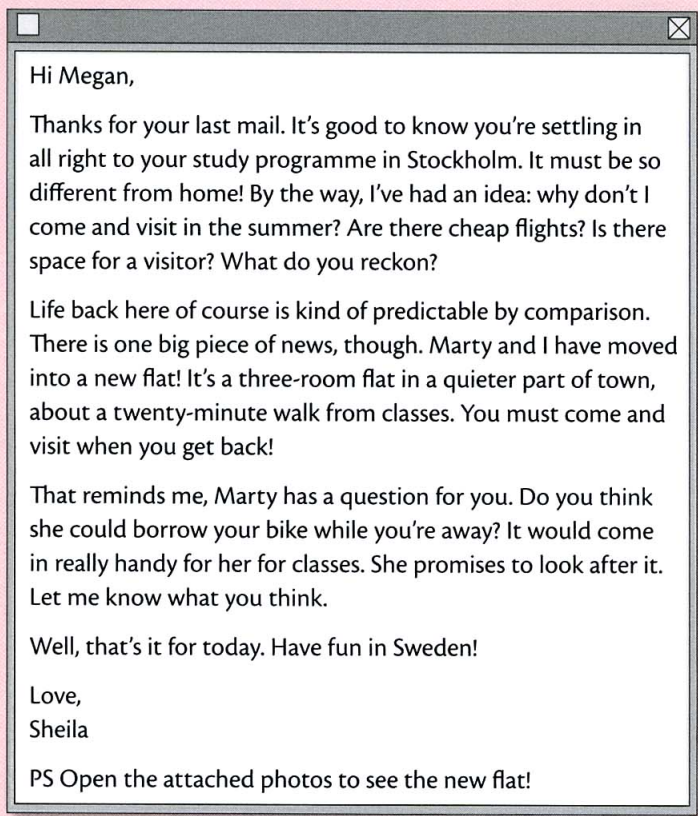 Hi Megan,
Thanks for your last mail. It's good to know you're settling in
all right to your study programme in Stockholm. It must be so
different from home! By the way, I've had an idea: why don't I
come and visit in the summer? Are there cheap flights? Is there
space for a visitor? What do you reckon?
Life back here of course is kind of predictable by comparison.
There is one big piece of news, though. Marty and I have moved
into a new flat! It's a three-room flat in a quieter part of town,
about a twenty-minute walk from classes. You must come and
visit when you get back!
That reminds me, Marty has a question for you. Do you think
she could borrow your bike while you're away? It would come
in really handy for her for classes. She promises to look after it.
Let me know what you think.
Well, that's it for today. Have fun in Sweden!
Love,
Sheila
PS Open the attached photos to see the new flat!